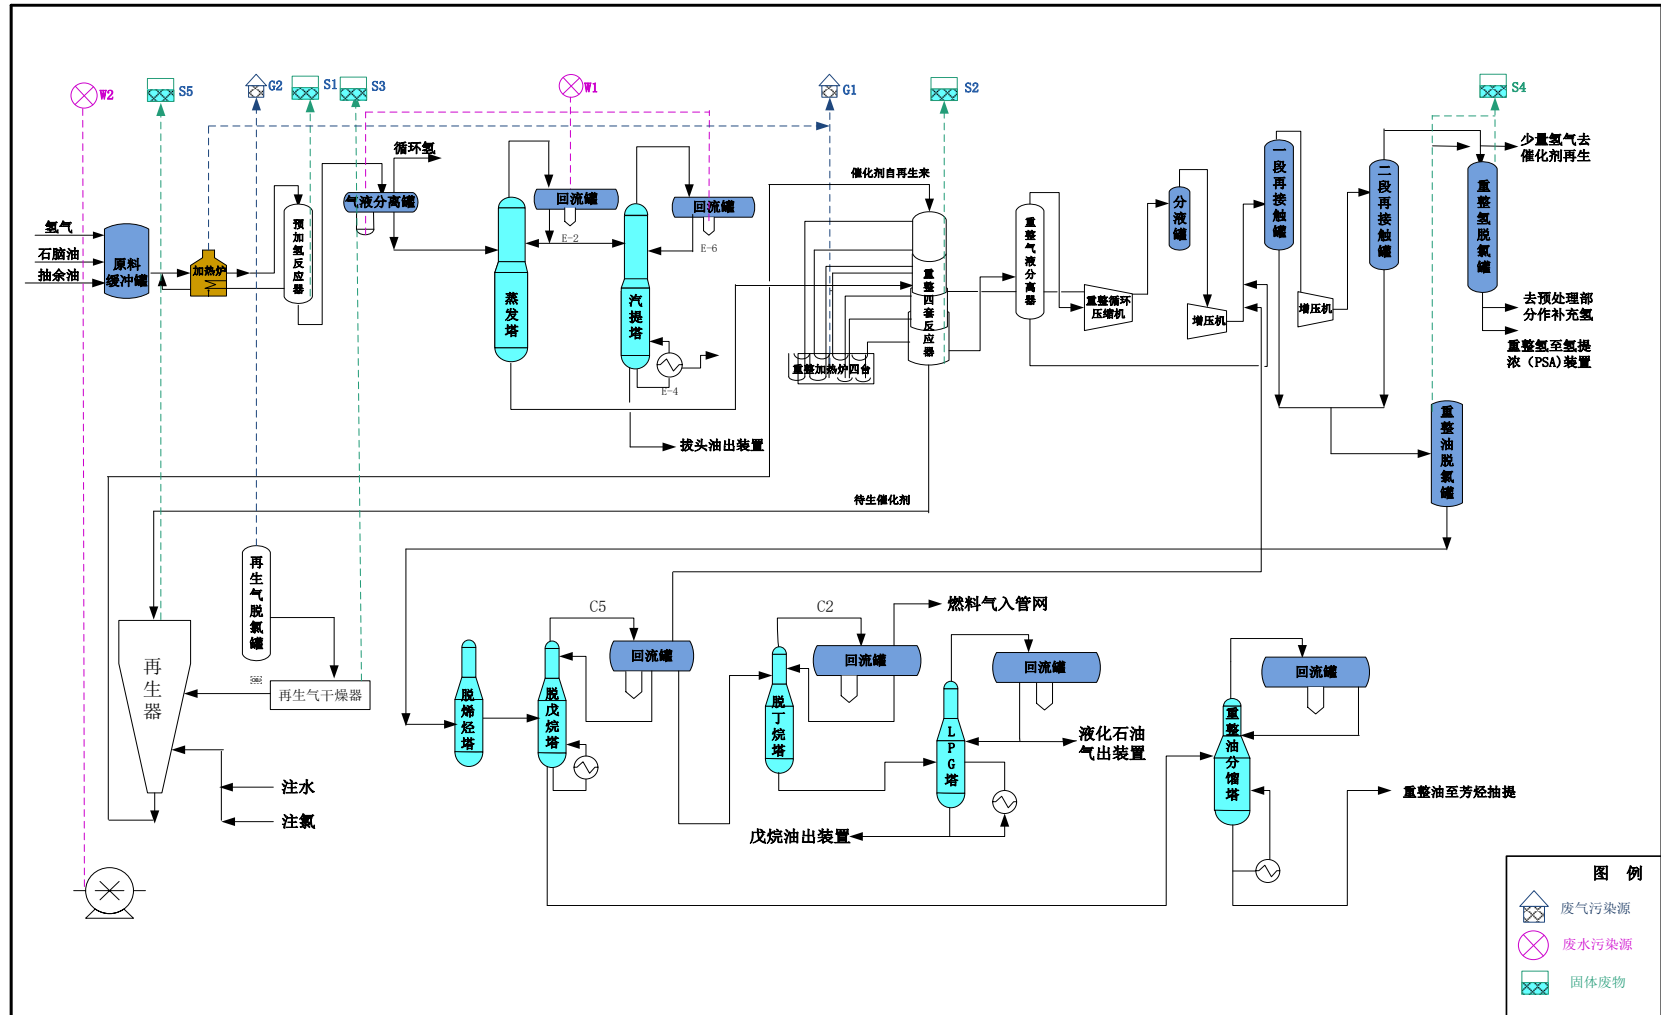 W2
S5
G2
S1
S3
W1
G1
S2
S4
循环氢
氢气
石脑油
抽余油
原料
缓冲罐
加热炉
预加氢反应器
气液分离罐
回流罐
回流罐
E-2
E-6
蒸发塔
汽提塔
E-4
拔头油出装置
催化剂自再生来
重整四套反应器
重整加热炉四台
待生催化剂
重整气液分离器
重整循环
压缩机
分液罐
增压机
一段再接触罐
增压机
二段再接触罐
重整氢脱氯罐
少量氢气去
催化剂再生
去预处理部
分作补充氢
重整氢至氢提
浓（PSA)装置
重整油脱氯罐
再生气脱氯罐
再生器
再生气干燥器
注水
注氯
脱烯烃塔
脱戊烷塔
C5
回流罐
脱丁烷塔
C2
回流罐
燃料气入管网
LPG塔
回流罐
液化石油
气出装置
戊烷油出装置
重整油分馏塔
回流罐
重整油至芳烃抽提
图 例
废气污染源
废水污染源
固体废物